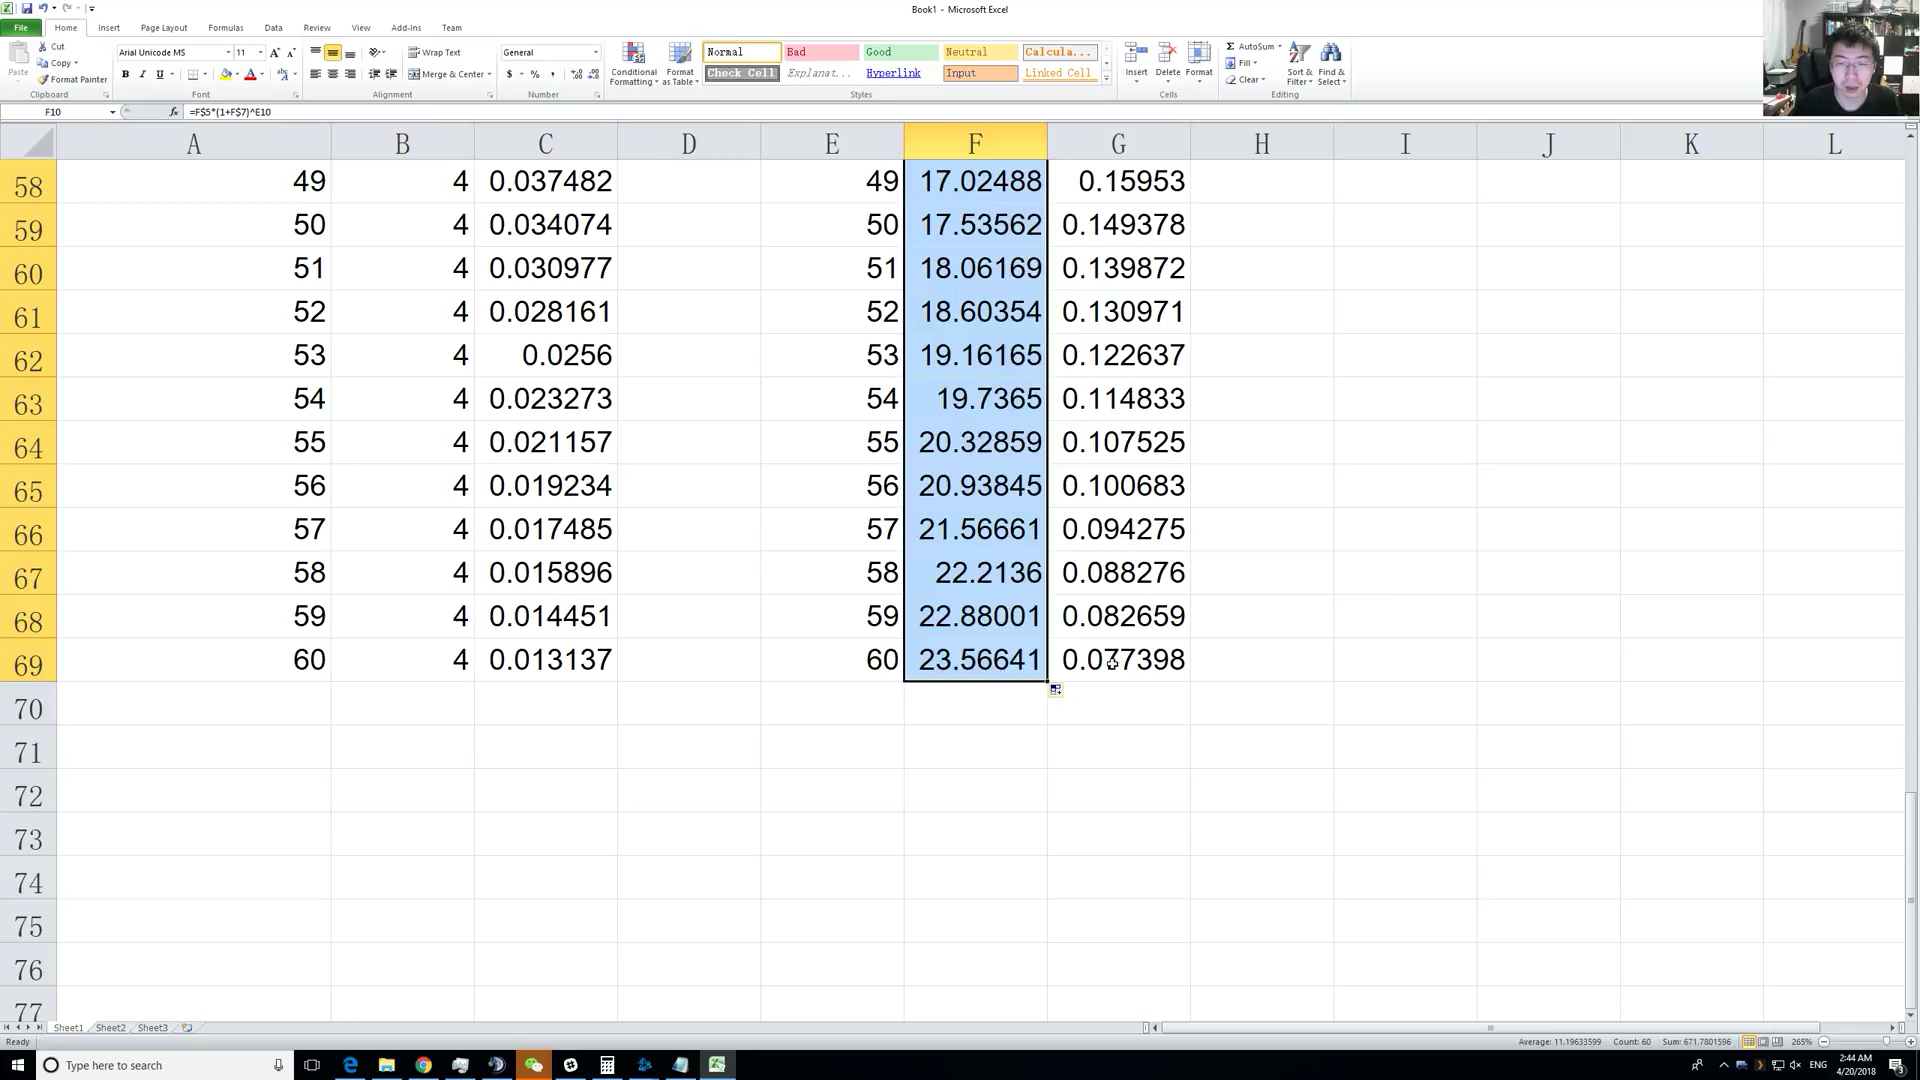 Book1 - Microsoft Excel
File Home Insert Page Layout Formulas Data Review View Add-Ins Team
Paste
Cut
Copy
Format Painter
Clipboard
Arial Unicode MS 11
B I U
Font
Wrap Text
Merge & Center
Alignment
General
$ % ,
Number
Conditional Formatting
Format as Table
Normal Bad Good Neutral Calcula...
Check Cell Explanat... Hyperlink Input Linked Cell
Styles
Insert Delete Format
Cells
AutoSum
Fill
Clear
Sort & Filter
Find & Select
Editing
F10 fx =F$5*(1+F$7)^E10
A B C D E F G H I J K L
58 49 4 0.037482 49 17.02488 0.15953
59 50 4 0.034074 50 17.53562 0.149378
60 51 4 0.030977 51 18.06169 0.139872
61 52 4 0.028161 52 18.60354 0.130971
62 53 4 0.0256 53 19.16165 0.122637
63 54 4 0.023273 54 19.7365 0.114833
64 55 4 0.021157 55 20.32859 0.107525
65 56 4 0.019234 56 20.93845 0.100683
66 57 4 0.017485 57 21.56661 0.094275
67 58 4 0.015896 58 22.2136 0.088276
68 59 4 0.014451 59 22.88001 0.082659
69 60 4 0.013137 60 23.56641 0.077398
70
71
72
73
74
75
76
77
Sheet1 Sheet2 Sheet3
Ready Average: 11.19633599 Count: 60 Sum: 671.7801596 265%
Type here to search ENG 2:44 AM
4/20/2018